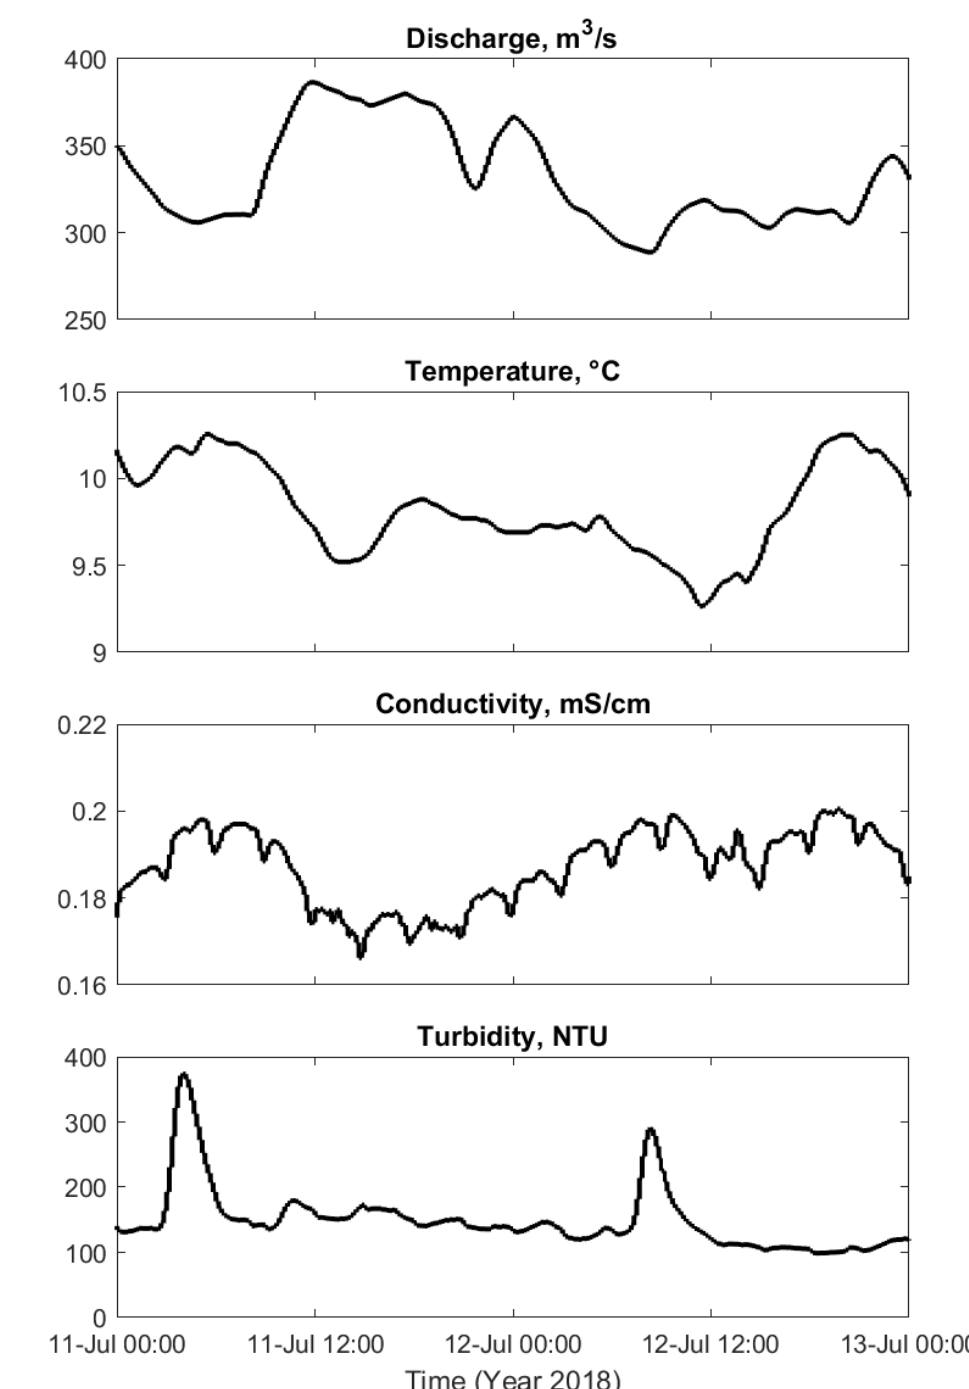 Discharge, m³/s
400
350
300
250
Temperature, °C
10.5
10
9.5
9
Conductivity, mS/cm
0.22
0.2
0.18
0.16
Turbidity, NTU
400
300
200
100
0
11-Jul 00:00 11-Jul 12:00 12-Jul 00:00 12-Jul 12:00 13-Jul 00:00
Time (Year 2018)